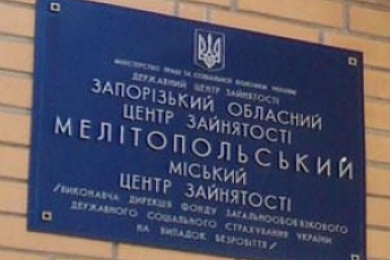 МІНІСТЕРСТВО ПРАЦІ ТА СОЦІАЛЬНОЇ ПОЛІТИКИ УКРАЇНИ
ДЕРЖАВНИЙ ЦЕНТР ЗАЙНЯТОСТІ
ЗАПОРІЗЬКИЙ ОБЛАСНИЙ
ЦЕНТР ЗАЙНЯТОСТІ
МЕЛІТОПОЛЬСЬКИЙ
МІСЬКИЙ
ЦЕНТР ЗАЙНЯТОСТІ
/ВИКОНАВЧА ДИРЕКЦІЯ ФОНДУ ЗАГАЛЬНООБОВ'ЯЗКОВОГО
ДЕРЖАВНОГО СОЦІАЛЬНОГО СТРАХУВАННЯ УКРАЇНИ
НА ВИПАДОК БЕЗРОБІТТЯ/